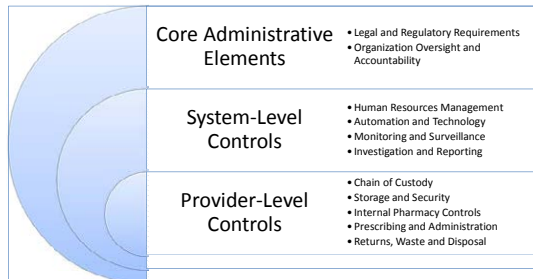 Core Administrative
Elements
• Legal and Regulatory Requirements
• Organization Oversight and
Accountability
System-Level
Controls
• Human Resources Management
• Automation and Technology
• Monitoring and Surveillance
• Investigation and Reporting
Provider-Level
Controls
• Chain of Custody
• Storage and Security
• Internal Pharmacy Controls
• Prescribing and Administration
• Returns, Waste and Disposal